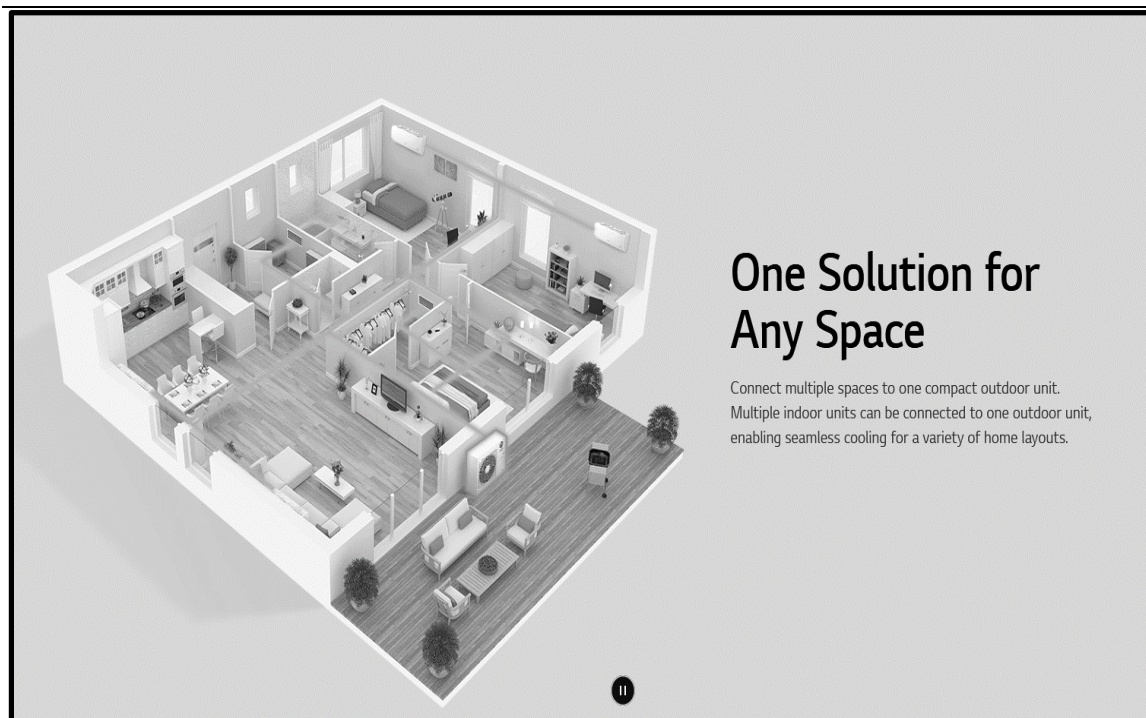 One Solution for
Any Space
Connect multiple spaces to one compact outdoor unit.
Multiple indoor units can be connected to one outdoor unit,
enabling seamless cooling for a variety of home layouts.